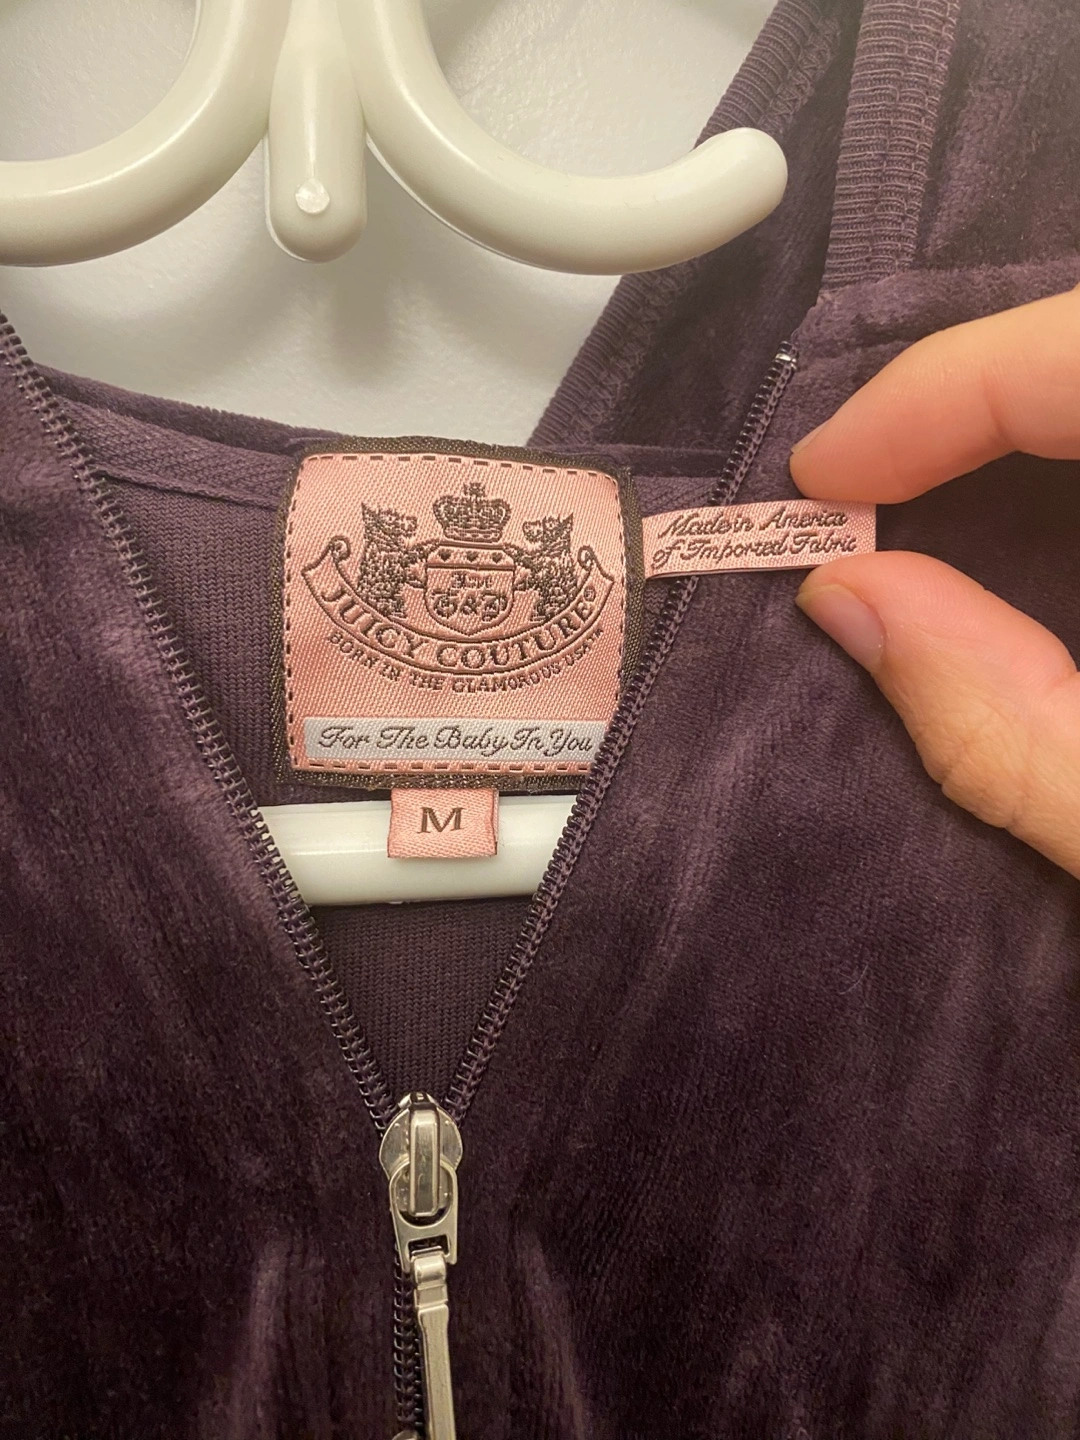 Made in America
of Imported Fabric
G&P
JUICY COUTURE®
BORN IN THE GLAMOROUS USA
For The Baby In You
M